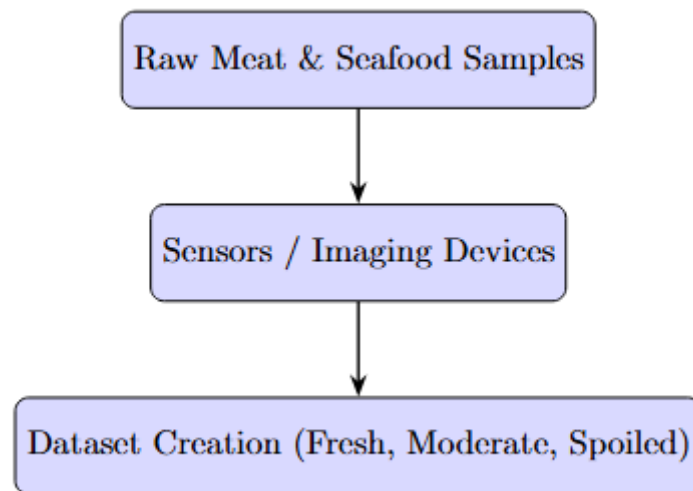 Raw Meat & Seafood Samples
Sensors / Imaging Devices
Dataset Creation (Fresh, Moderate, Spoiled)